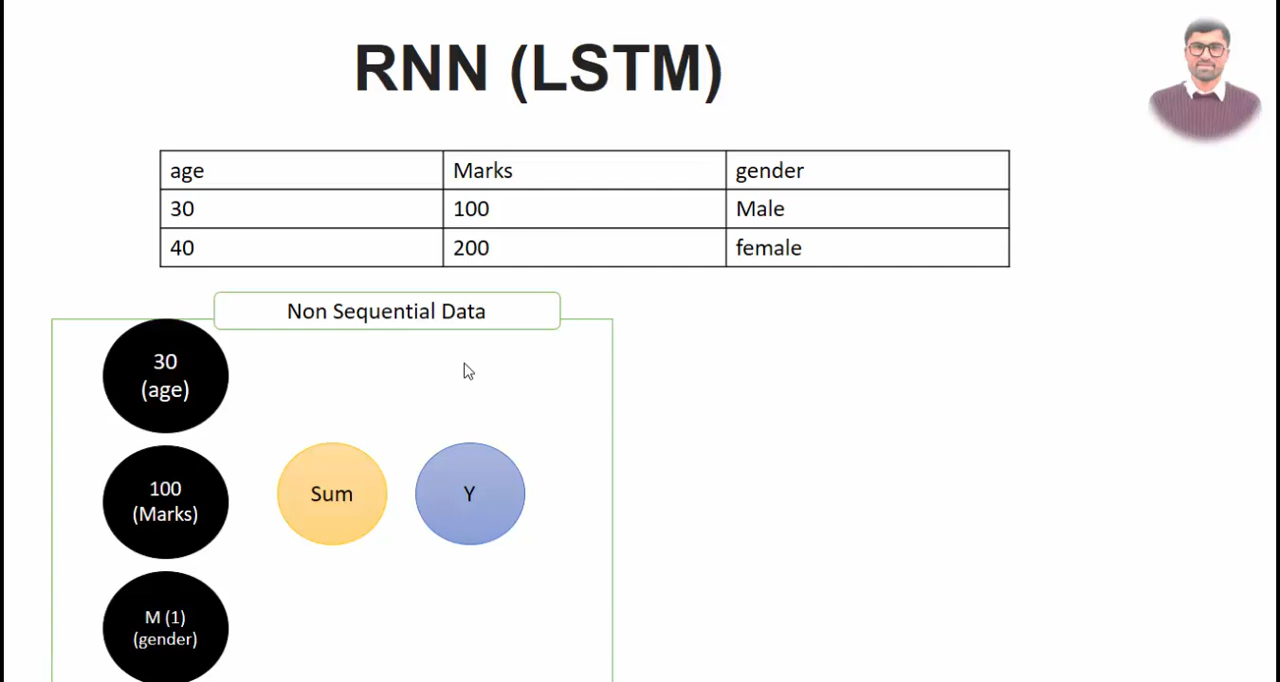 RNN (LSTM)
age Marks gender
30 100 Male
40 200 female
Non Sequential Data
30
(age)
100
(Marks)
Sum
Y
M (1)
(gender)